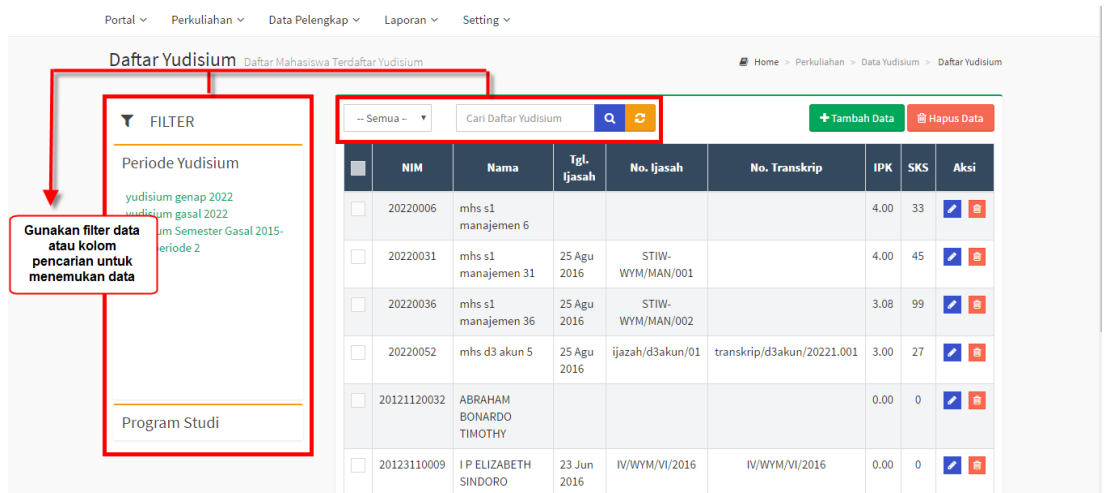 Portal Perkuliahan Data Pelengkap Laporan Setting
Daftar Yudisium Daftar Mahasiswa Terdaftar Yudisium
Home > Perkuliahan > Data Yudisium > Daftar Yudisium
FILTER
Periode Yudisium
yudisium genap 2022
yudisium gasal 2022
um Semester Gasal 2015-
eriode 2
Gunakan filter data
atau kolom
pencarian untuk
menemukan data
Program Studi
-- Semua -- Cari Daftar Yudisium Tambah Data Hapus Data
NIM Nama Tgl. Ijasah No. Ijasah No. Transkrip IPK SKS Aksi
20220006 mhs s1 4.00 33
manajemen 6
20220031 mhs s1 25 Agu STIW- 4.00 45
manajemen 31 2016 WYM/MAN/001
20220036 mhs s1 25 Agu STIW- 3.08 99
manajemen 36 2016 WYM/MAN/002
20220052 mhs d3 akun 5 25 Agu ijazah/d3akun/01 transkrip/d3akun/20221.001 3.00 27
2016
20121120032 ABRAHAM 0.00 0
BONARDO
TIMOTHY
20123110009 I P ELIZABETH 23 Jun IV/WYM/VI/2016 IV/WYM/VI/2016 0.00 0
SINDORO 2016